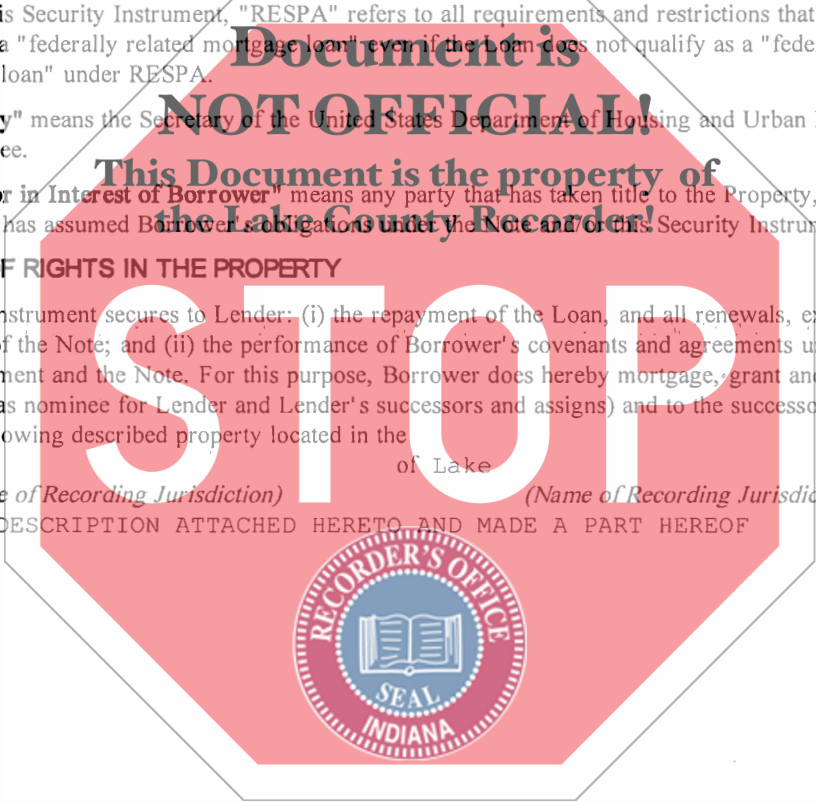 is Security Instrument, "RESPA" refers to all requirements and restrictions that
Document is
a "federally related mortgage loan" even if the Loan does not qualify as a "fede
loan" under RESPA.
NOT OFFICIAL!
y" means the Secretary of the United States Department of Housing and Urban
ee.
This Document is the property of
r in Interest of Borrower" means any party that has taken title to the Property,
the Lake County Recorder!
has assumed Borrower's obligations under the Note and/or this Security Instrum
F RIGHTS IN THE PROPERTY
nstrument secures to Lender: (i) the repayment of the Loan, and all renewals, ex
of the Note; and (ii) the performance of Borrower's covenants and agreements u
ment and the Note. For this purpose, Borrower does hereby mortgage, grant and
as nominee for Lender and Lender's successors and assigns) and to the successo
STOP
owing described property located in the
of Lake
e of Recording Jurisdiction) (Name of Recording Jurisdic
DESCRIPTION ATTACHED HERETO AND MADE A PART HEREOF
RECORDER'S OFFICE
SEAL
INDIANA